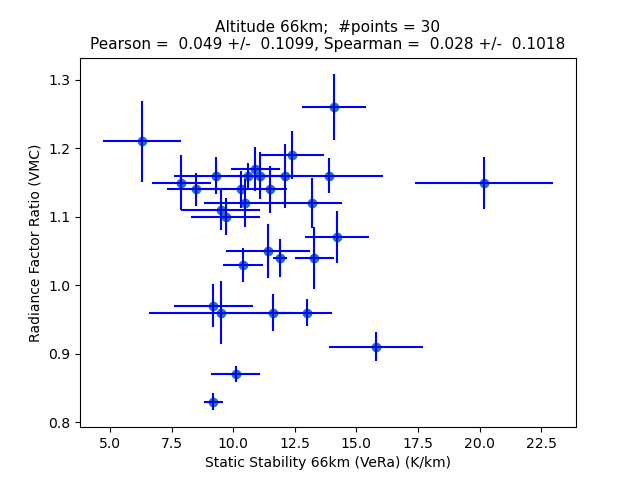 Altitude 66km;  #points = 30
Pearson =  0.049 +/-  0.1099, Spearman =  0.028 +/-  0.1018
1.3
1.2
1.1
1.0
0.9
0.8
Radiance Factor Ratio (VMC)
5.0 7.5 10.0 12.5 15.0 17.5 20.0 22.5
Static Stability 66km (VeRa) (K/km)